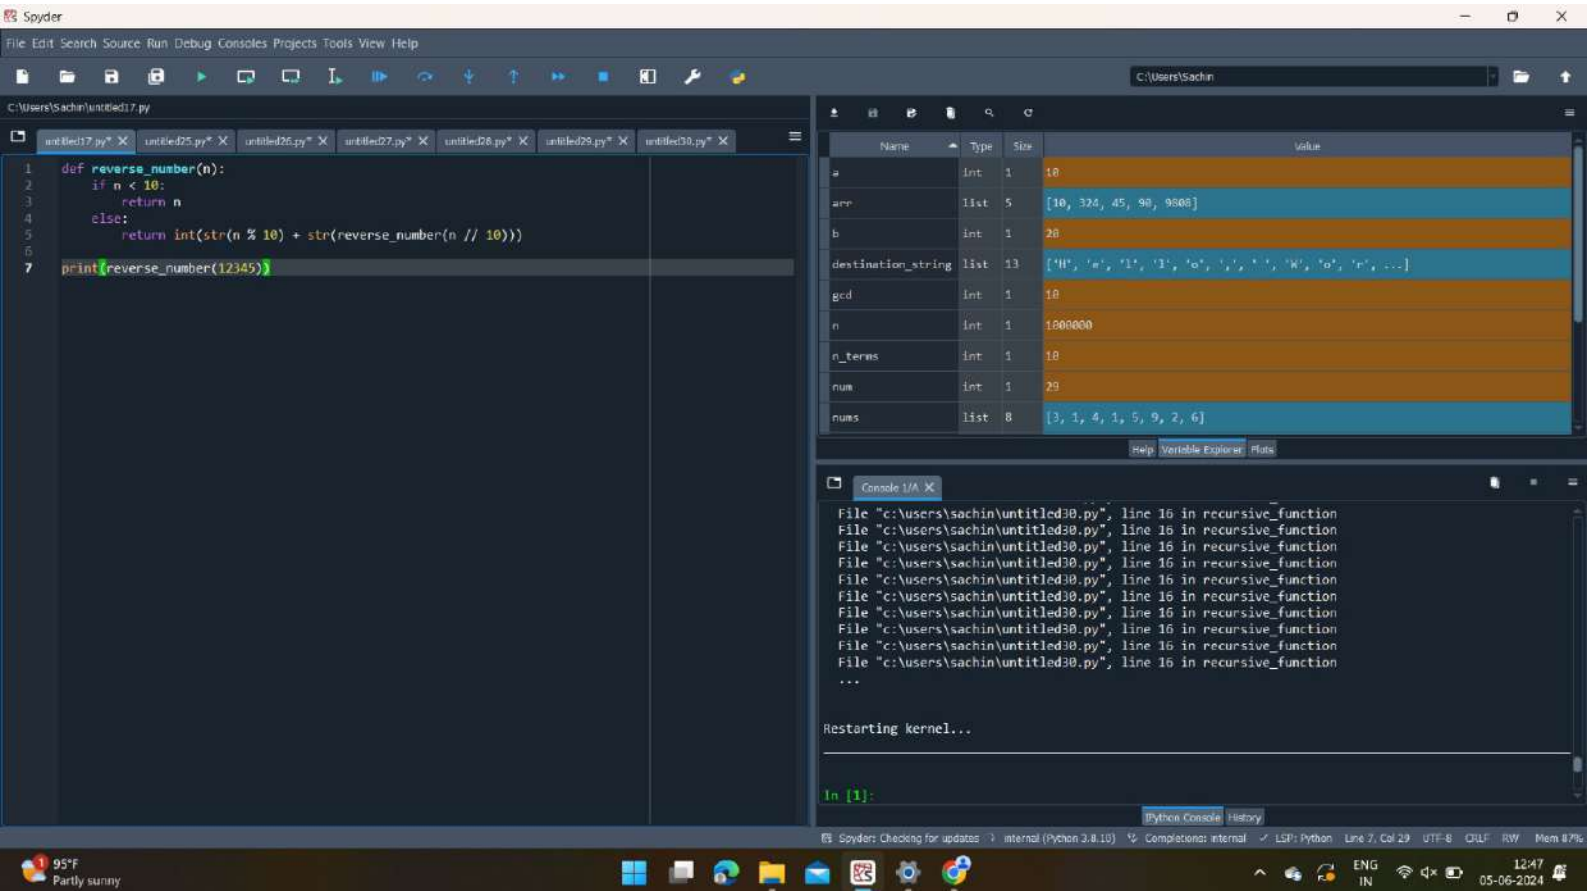 Spyder
File Edit Search Source Run Debug Consoles Projects Tools View Help
C:\Users\Sachin
C:\Users\Sachin\untitled17.py
untitled17.py* untitled25.py* untitled26.py* untitled27.py* untitled28.py* untitled29.py* untitled30.py*
1 def reverse_number(n):
2 if n < 10:
3 return n
4 else:
5 return int(str(n % 10) + str(reverse_number(n // 10)))
6
7 print(reverse_number(12345))
Name Type Size Value
a int 1 10
arr list 5 [10, 324, 45, 90, 9808]
b int 1 20
destination_string list 13 ['H', 'e', 'l', 'l', 'o', ',', ' ', 'W', 'o', 'r', ...]
gcd int 1 10
n int 1 1000000
n_terms int 1 10
num int 1 29
nums list 8 [3, 1, 4, 1, 5, 9, 2, 6]
Help Variable Explorer Plots
Console 1/A
File "c:\users\sachin\untitled30.py", line 16 in recursive_function
File "c:\users\sachin\untitled30.py", line 16 in recursive_function
File "c:\users\sachin\untitled30.py", line 16 in recursive_function
File "c:\users\sachin\untitled30.py", line 16 in recursive_function
File "c:\users\sachin\untitled30.py", line 16 in recursive_function
File "c:\users\sachin\untitled30.py", line 16 in recursive_function
File "c:\users\sachin\untitled30.py", line 16 in recursive_function
File "c:\users\sachin\untitled30.py", line 16 in recursive_function
File "c:\users\sachin\untitled30.py", line 16 in recursive_function
File "c:\users\sachin\untitled30.py", line 16 in recursive_function
...
Restarting kernel...
In [1]:
IPython Console History
Spyder: Checking for updates internal (Python 3.8.10) Completions: internal LSP: Python Line 7, Col 29 UTF-8 CRLF RW Mem 87%
1
95°F
Partly sunny
ENG
IN
12:47
05-06-2024